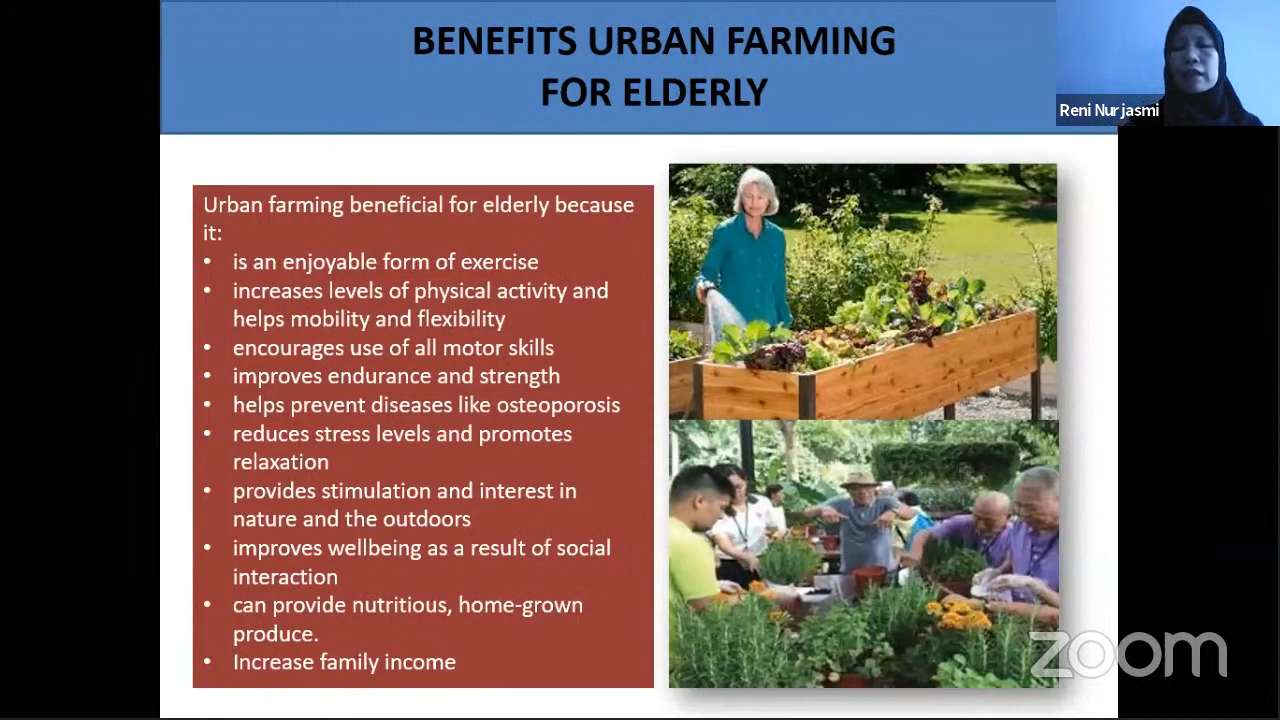 BENEFITS URBAN FARMING
FOR ELDERLY
Reni Nurjasmi
Urban farming beneficial for elderly because
it:
• is an enjoyable form of exercise
• increases levels of physical activity and
helps mobility and flexibility
• encourages use of all motor skills
• improves endurance and strength
• helps prevent diseases like osteoporosis
• reduces stress levels and promotes
relaxation
• provides stimulation and interest in
nature and the outdoors
• improves wellbeing as a result of social
interaction
• can provide nutritious, home-grown
produce.
• Increase family income
zoom